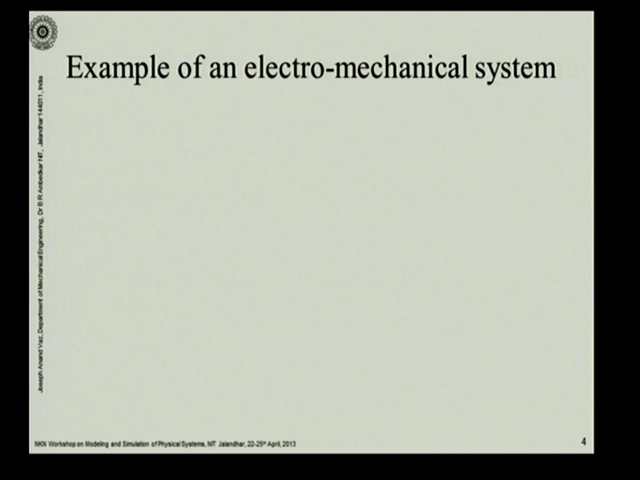 Example of an electro-mechanical system
Joseph Anand Vaz, Department of Mechanical Engineering, Dr B R Ambedkar NIT, Jalandhar 144011, India
NKN Workshop on Modeling and Simulation of Physical Systems, NIT Jalandhar, 22-25th April, 2013
4